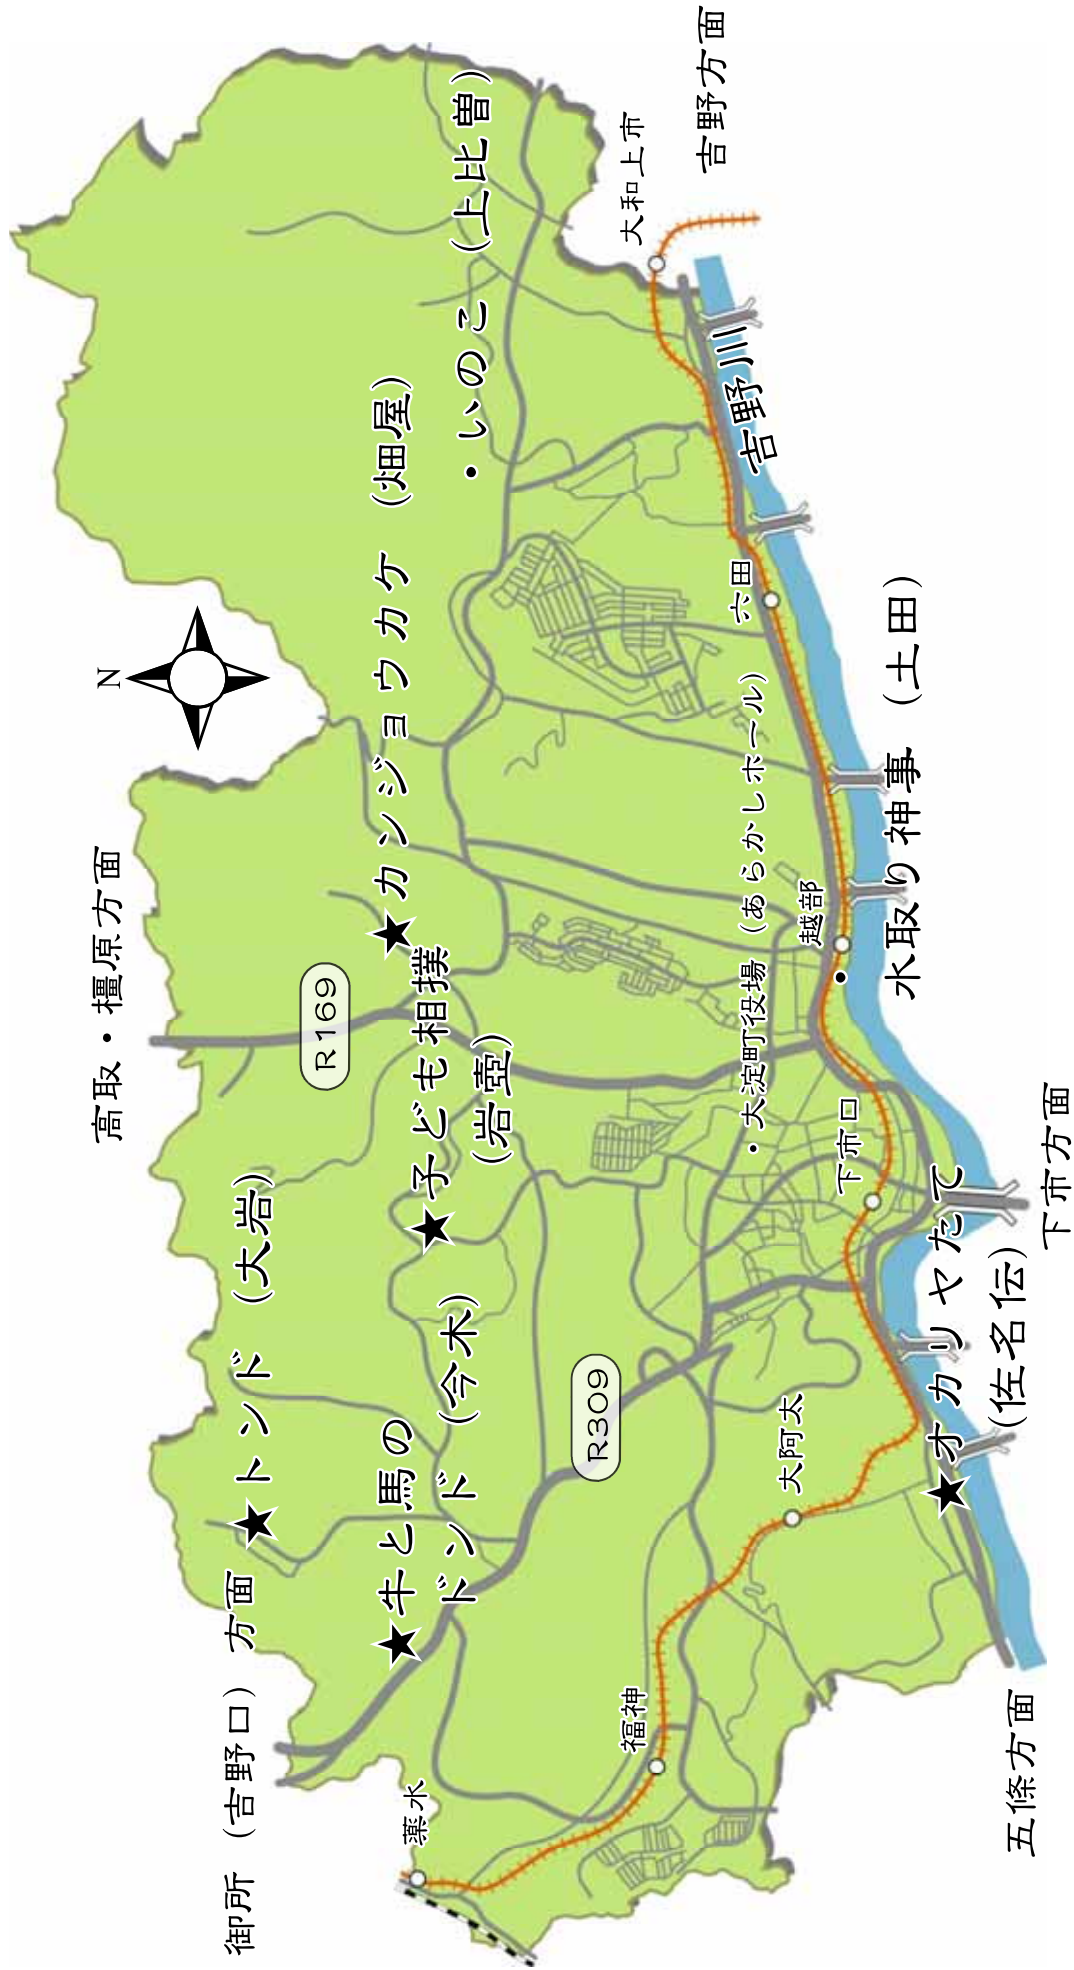 N
高取・橿原方面
R169
御所（吉野口）方面
★トンド（大岩）
★牛と馬の
ドンド（今木）
★子ども相撲
（岩壺）
★カンジョウカケ（畑屋）
・いのこ（上比曽）
R309
薬水
福神
大阿太
下市口
・大淀町役場（あらかしホール）
越部
六田
大和上市
吉野方面
吉野川
・水取り神事（土田）
★オカリヤたて
（佐名伝）
下市方面
五條方面